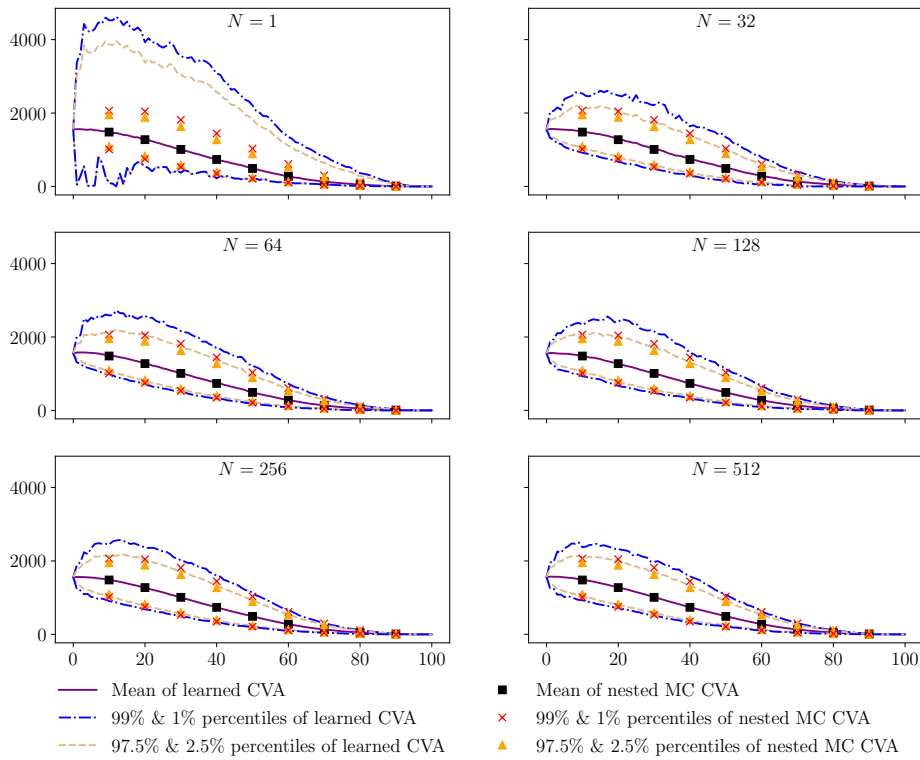 N = 1
N = 32
4000
2000
0
N = 64
N = 128
4000
2000
0
N = 256
N = 512
4000
2000
0
0 20 40 60 80 100
0 20 40 60 80 100
Mean of learned CVA
99% & 1% percentiles of learned CVA
97.5% & 2.5% percentiles of learned CVA
Mean of nested MC CVA
99% & 1% percentiles of nested MC CVA
97.5% & 2.5% percentiles of nested MC CVA